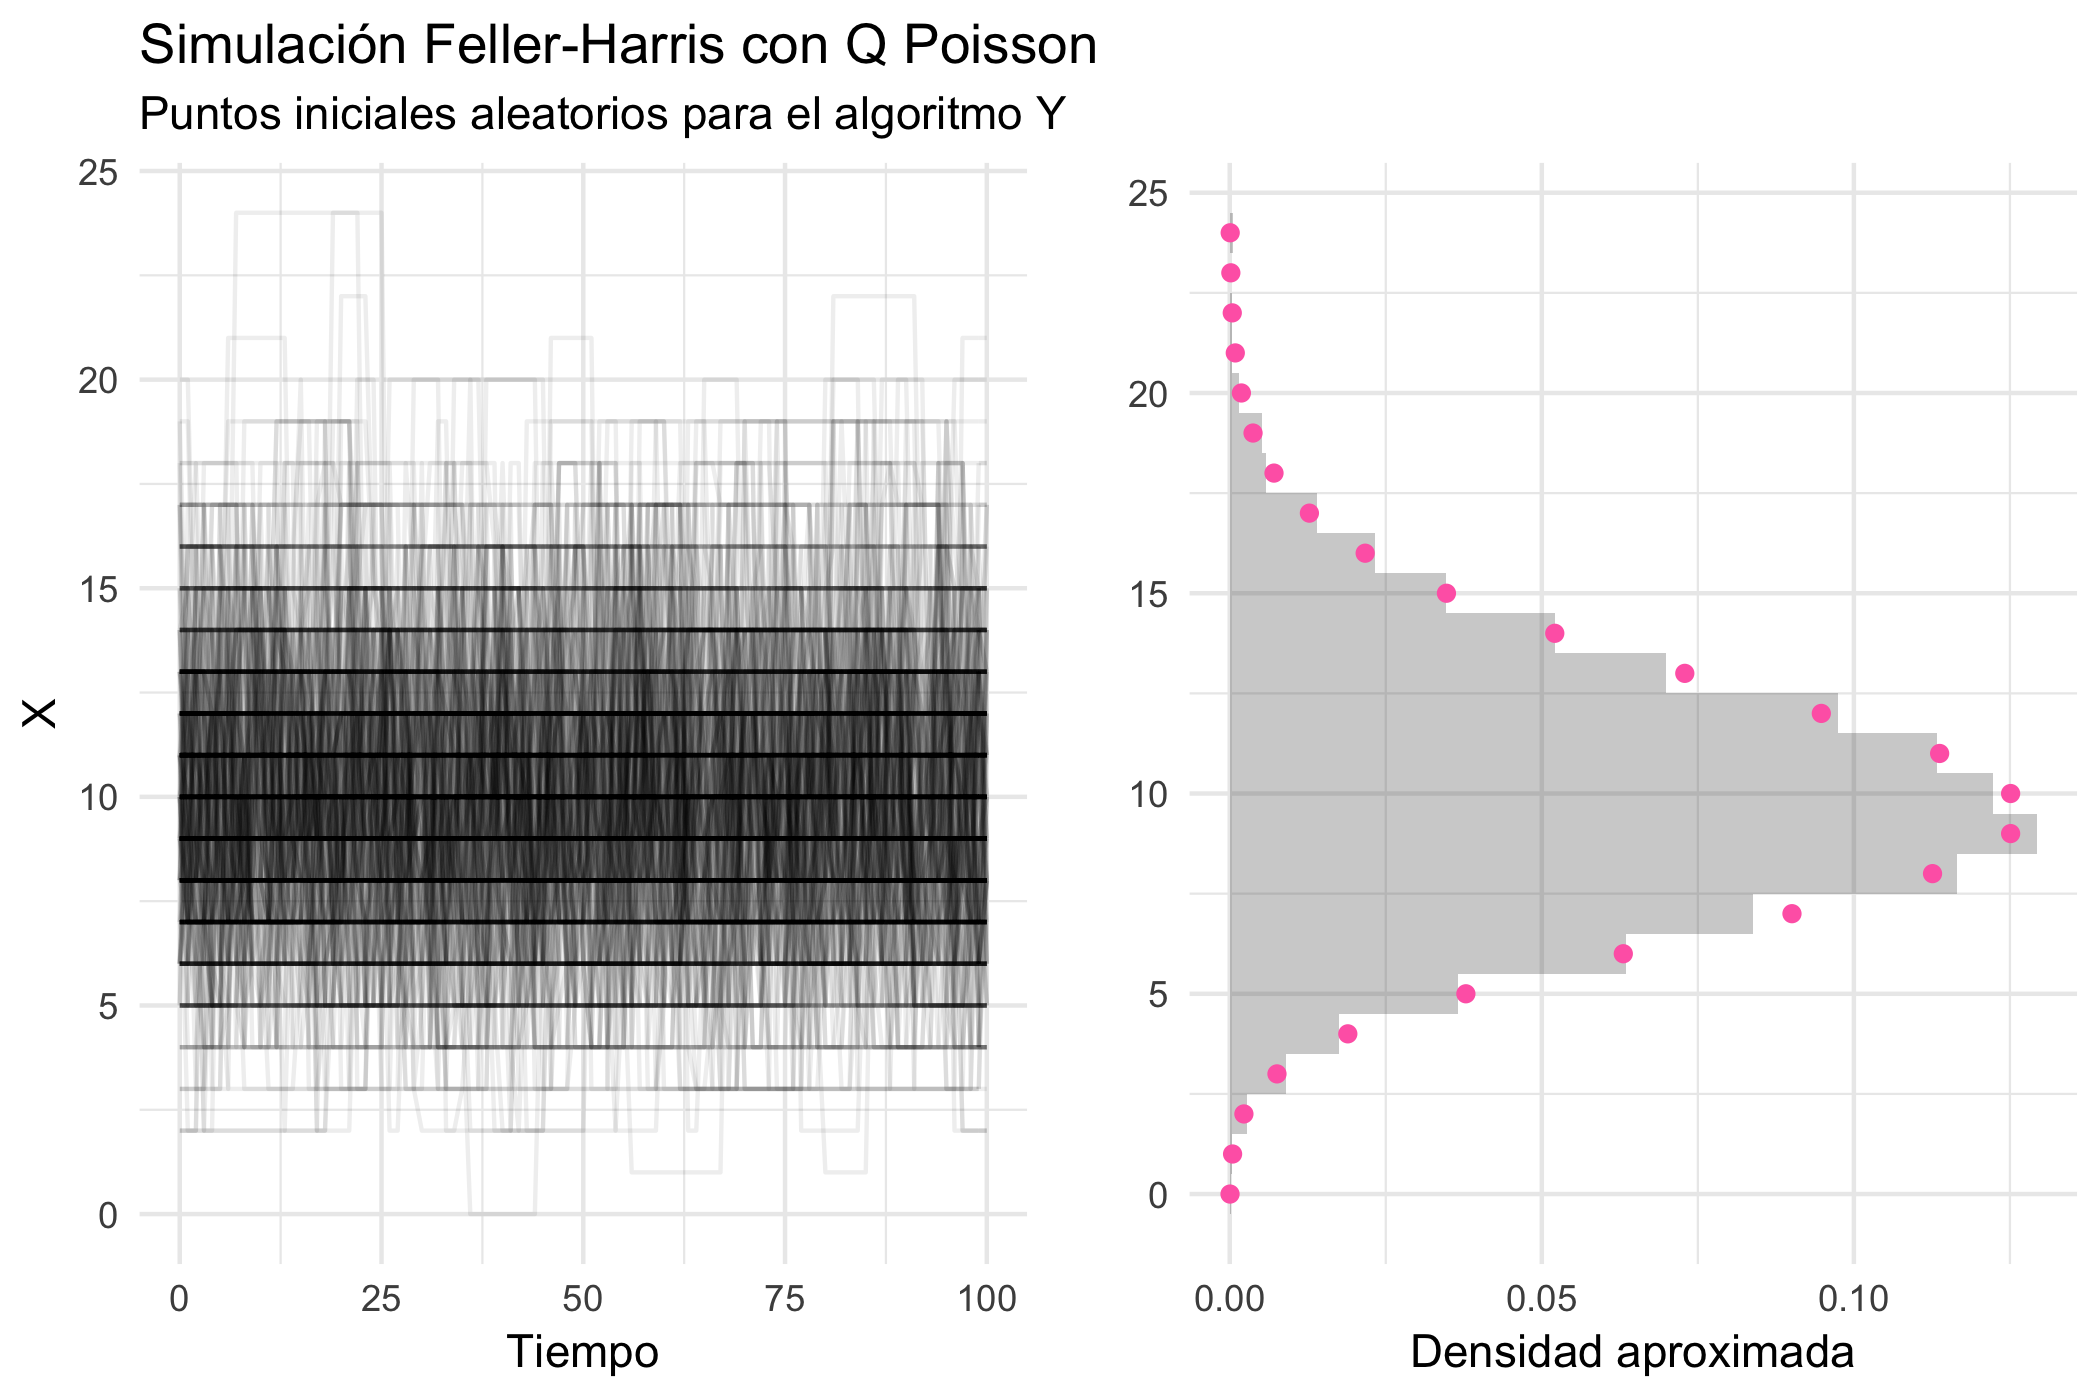 Simulación Feller-Harris con Q Poisson
Puntos iniciales aleatorios para el algoritmo Y
25
20
15
10
5
0
X
0 25 50 75 100
Tiempo
25
20
15
10
5
0
0.00 0.05 0.10
Densidad aproximada